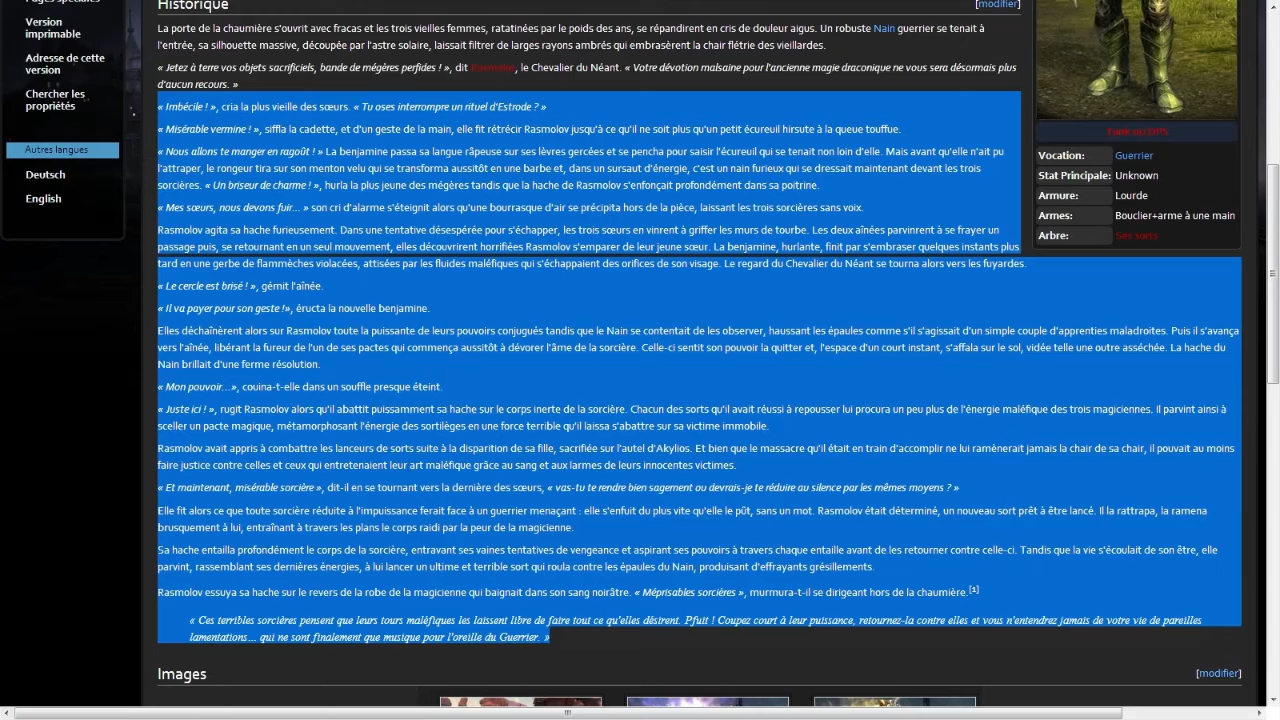 Pages spéciales
Version
imprimable
Adresse de cette
version
Chercher les
propriétés
Autres langues
Deutsch
English
Historique
[modifier]
La porte de la chaumière s'ouvrit avec fracas et les trois vieilles femmes, ratatinées par le poids des ans, se répandirent en cris de douleur aigus. Un robuste Nain guerrier se tenait à
l'entrée, sa silhouette massive, découpée par l'astre solaire, laissait filtrer de larges rayons ambrés qui embrasèrent la chair flétrie des vieillardes.
« Jetez à terre vos objets sacrificiels, bande de mégères perfides ! », dit Rasmolov, le Chevalier du Néant. « Votre dévotion malsaine pour l'ancienne magie draconique ne vous sera désormais plus
d'aucun recours. »
« Imbécile ! », cria la plus vieille des sœurs. « Tu oses interrompre un rituel d'Estrode ? »
« Misérable vermine ! », siffla la cadette, et d'un geste de la main, elle fit rétrécir Rasmolov jusqu'à ce qu'il ne soit plus qu'un petit écureuil hirsute à la queue touffue.
« Nous allons te manger en ragoût ! » La benjamine passa sa langue râpeuse sur ses lèvres gercées et se pencha pour saisir l'écureuil qui se tenait non loin d'elle. Mais avant qu'elle n'ait pu
l'attraper, le rongeur tira sur son menton velu qui se transforma aussitôt en une barbe et, dans un sursaut d'énergie, c'est un nain furieux qui se dressait maintenant devant les trois
sorcières. « Un briseur de charme ! », hurla la plus jeune des mégères tandis que la hache de Rasmolov s'enfonçait profondément dans sa poitrine.
« Mes sœurs, nous devons fuir... » son cri d'alarme s'éteignit alors qu'une bourrasque d'air se précipita hors de la pièce, laissant les trois sorcières sans voix.
Rasmolov agita sa hache furieusement. Dans une tentative désespérée pour s'échapper, les trois sœurs en vinrent à griffer les murs de tourbe. Les deux aînées parvinrent à se frayer un
passage puis, se retournant en un seul mouvement, elles découvrirent horrifiées Rasmolov s'emparer de leur jeune sœur. La benjamine, hurlante, finit par s'embraser quelques instants plus
tard en une gerbe de flammèches violacées, attisées par les fluides maléfiques qui s'échappaient des orifices de son visage. Le regard du Chevalier du Néant se tourna alors vers les fuyardes.
« Le cercle est brisé ! », gémit l'aînée.
« Il va payer pour son geste !», éructa la nouvelle benjamine.
Elles déchaînèrent alors sur Rasmolov toute la puissante de leurs pouvoirs conjugués tandis que le Nain se contentait de les observer, haussant les épaules comme s'il s'agissait d'un simple couple d'apprenties maladroites. Puis il s'avança
vers l'aînée, libérant la fureur de l'un de ses pactes qui commença aussitôt à dévorer l'âme de la sorcière. Celle-ci sentit son pouvoir la quitter et, l'espace d'un court instant, s'affala sur le sol, vidée telle une outre asséchée. La hache du
Nain brillait d'une ferme résolution.
« Mon pouvoir...», couina-t-elle dans un souffle presque éteint.
« Juste ici ! », rugit Rasmolov alors qu'il abattit puissamment sa hache sur le corps inerte de la sorcière. Chacun des sorts qu'il avait réussi à repousser lui procura un peu plus de l'énergie maléfique des trois magiciennes. Il parvint ainsi à
sceller un pacte magique, métamorphosant l'énergie des sortilèges en une force terrible qu'il laissa s'abattre sur sa victime immobile.
Rasmolov avait appris à combattre les lanceurs de sorts suite à la disparition de sa fille, sacrifiée sur l'autel d'Akylios. Et bien que le massacre qu'il était en train d'accomplir ne lui ramènerait jamais la chair de sa chair, il pouvait au moins
faire justice contre celles et ceux qui entretenaient leur art maléfique grâce au sang et aux larmes de leurs innocentes victimes.
« Et maintenant, misérable sorcière », dit-il en se tournant vers la dernière des sœurs, « vas-tu te rendre bien sagement ou devrais-je te réduire au silence par les mêmes moyens ? »
Elle fit alors ce que toute sorcière réduite à l'impuissance ferait face à un guerrier menaçant : elle s'enfuit du plus vite qu'elle le pût, sans un mot. Rasmolov était déterminé, un nouveau sort prêt à être lancé. Il la rattrapa, la ramena
brusquement à lui, entraînant à travers les plans le corps raidi par la peur de la magicienne.
Sa hache entailla profondément le corps de la sorcière, entravant ses vaines tentatives de vengeance et aspirant ses pouvoirs à travers chaque entaille avant de les retourner contre celle-ci. Tandis que la vie s'écoulait de son être, elle
parvint, rassemblant ses dernières énergies, à lui lancer un ultime et terrible sort qui roula contre les épaules du Nain, produisant d'effrayants grésillements.
Rasmolov essuya sa hache sur le revers de la robe de la magicienne qui baignait dans son sang noirâtre. « Méprisables sorcières », murmura-t-il se dirigeant hors de la chaumière.[1]
« Ces terribles sorcières pensent que leurs tours maléfiques les laissent libre de faire tout ce qu'elles désirent. Pfuit ! Coupez court à leur puissance, retournez-la contre elles et vous n'entendrez jamais de votre vie de pareilles
lamentations... qui ne sont finalement que musique pour l'oreille du Guerrier. »
Images
[modifier]
Tank ou DPS
Vocation: Guerrier
Stat Principale: Unknown
Armure: Lourde
Armes: Bouclier+arme à une main
Arbre: Ses sorts